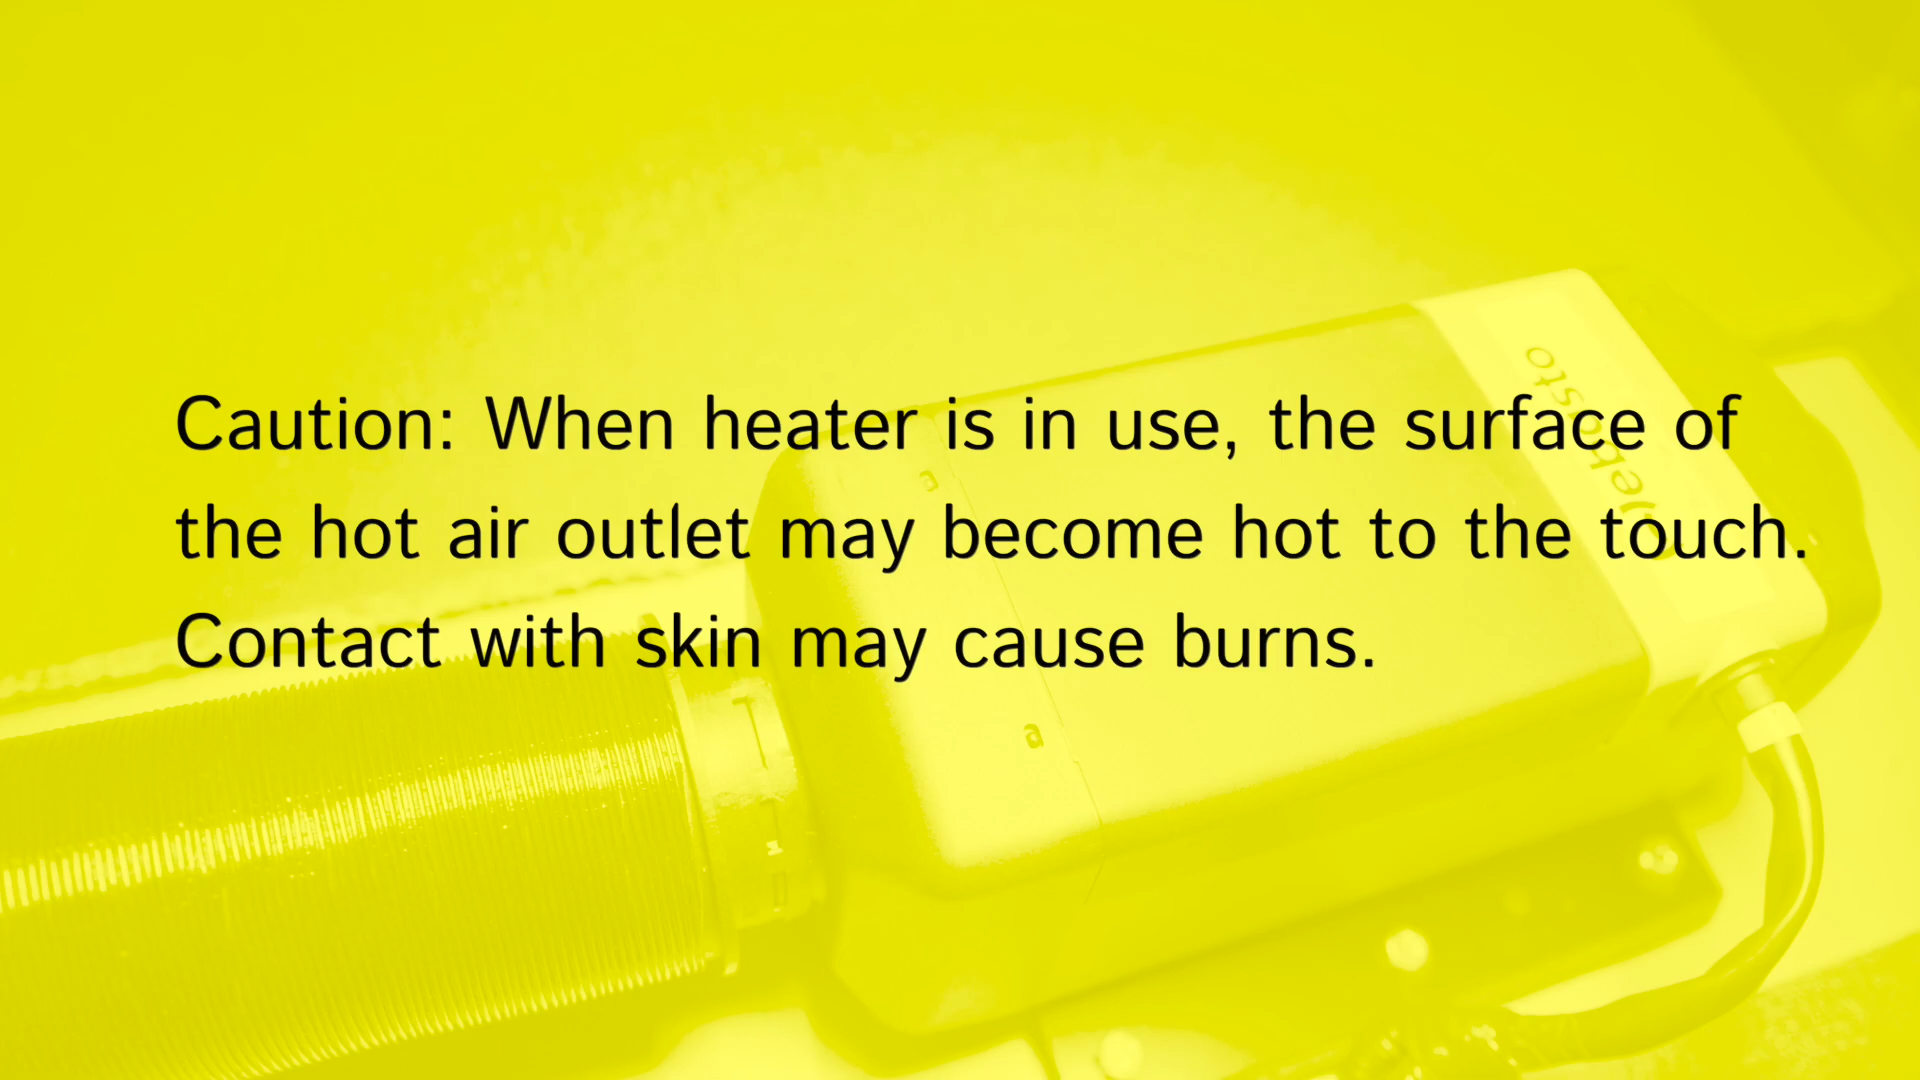 Caution: When heater is in use, the surface of
the hot air outlet may become hot to the touch.
Contact with skin may cause burns.
Webasto
a
a